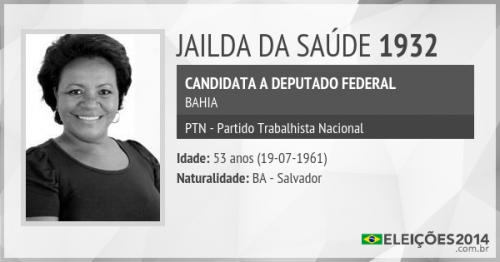 JAILDA DA SAÚDE 1932
CANDIDATA A DEPUTADO FEDERAL
BAHIA
PTN - Partido Trabalhista Nacional
Idade: 53 anos (19-07-1961)
Naturalidade: BA - Salvador
ELEIÇÕES2014
.com.br